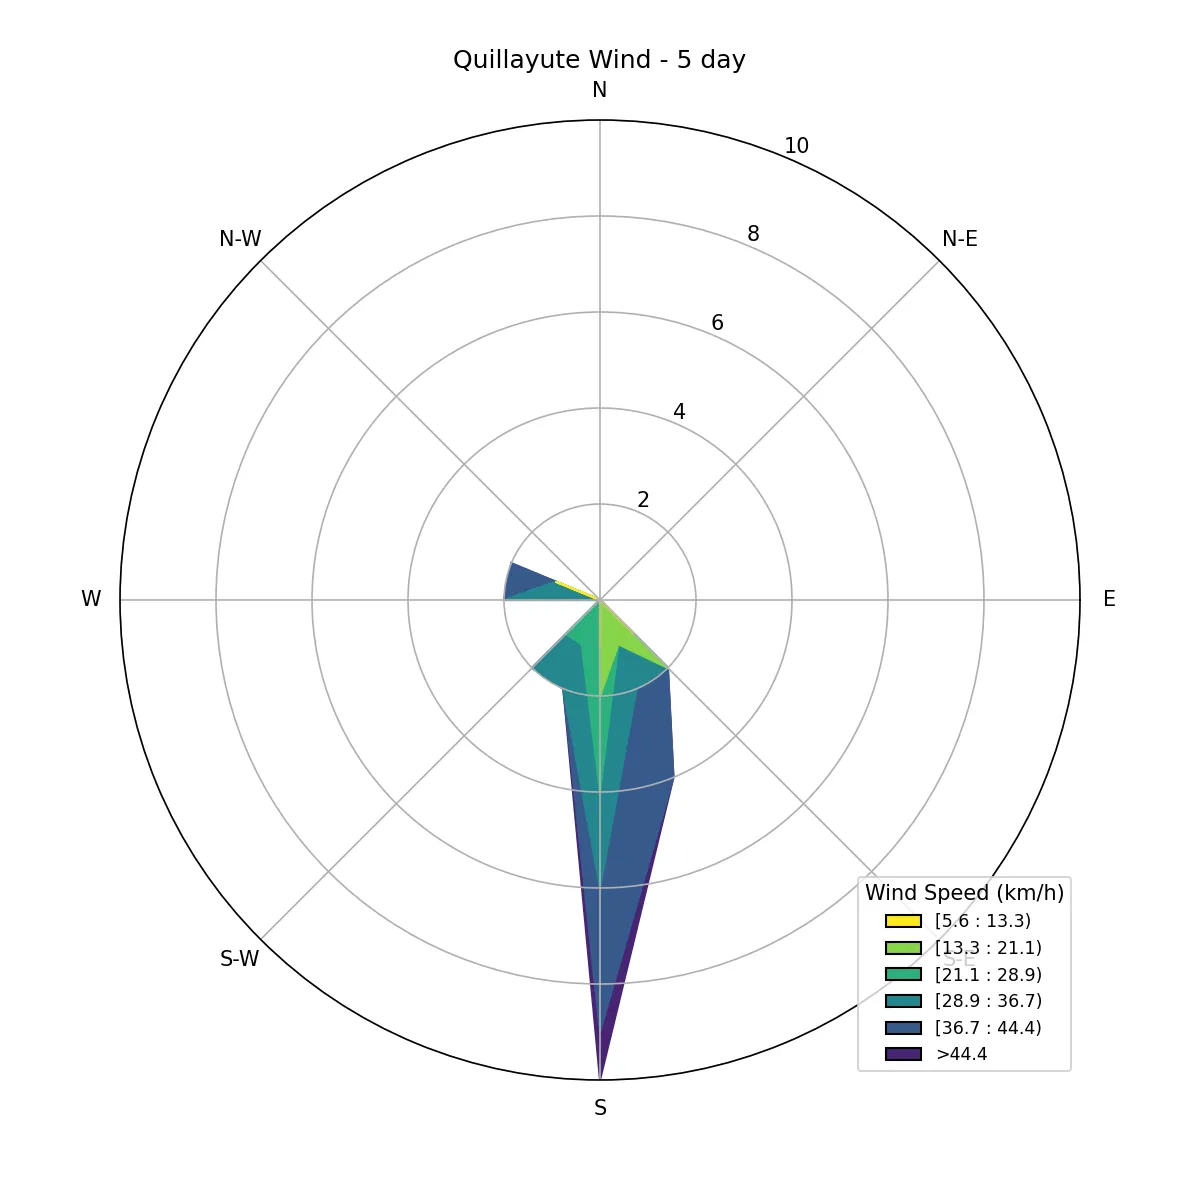 Quillayute Wind - 5 day
N
10
N-W
8
N-E
6
4
2
W
E
Wind Speed (km/h)
[5.6 : 13.3)
[13.3 : 21.1)
S-W
S-E
[21.1 : 28.9)
[28.9 : 36.7)
[36.7 : 44.4)
>44.4
S